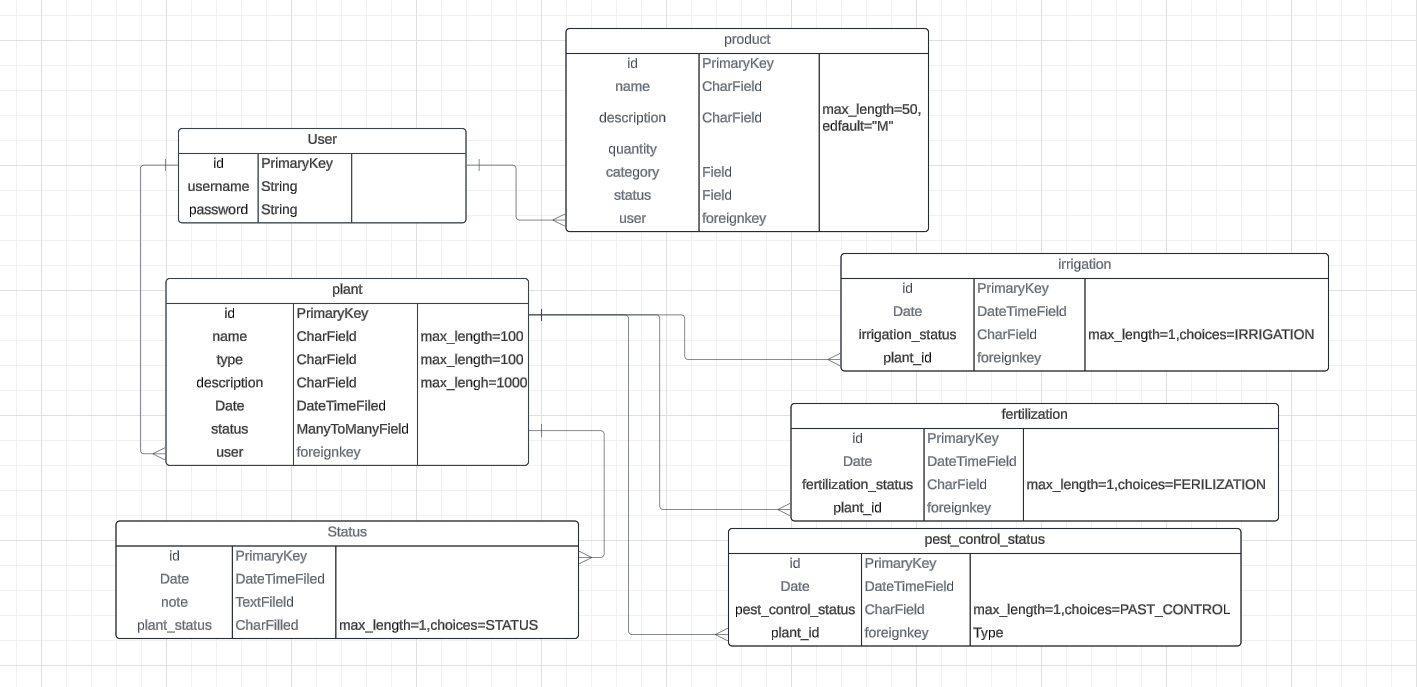 product
id PrimaryKey
name CharField
description CharField max_length=50,
edfault="M"
quantity
category Field
status Field
user foreignkey
User
id PrimaryKey
username String
password String
plant
id PrimaryKey
name CharField max_length=100
type CharField max_length=100
description CharField max_lengh=1000
Date DateTimeFiled
status ManyToManyField
user foreignkey
irrigation
id PrimaryKey
Date DateTimeField
irrigation_status CharField max_length=1,choices=IRRIGATION
plant_id foreignkey
fertilization
id PrimaryKey
Date DateTimeField
fertilization_status CharField max_length=1,choices=FERILIZATION
plant_id foreignkey
Status
id PrimaryKey
Date DateTimeFiled
note TextFileld
plant_status CharFilled max_length=1,choices=STATUS
pest_control_status
id PrimaryKey
Date DateTimeField
pest_control_status CharField max_length=1,choices=PAST_CONTROL
plant_id foreignkey Type